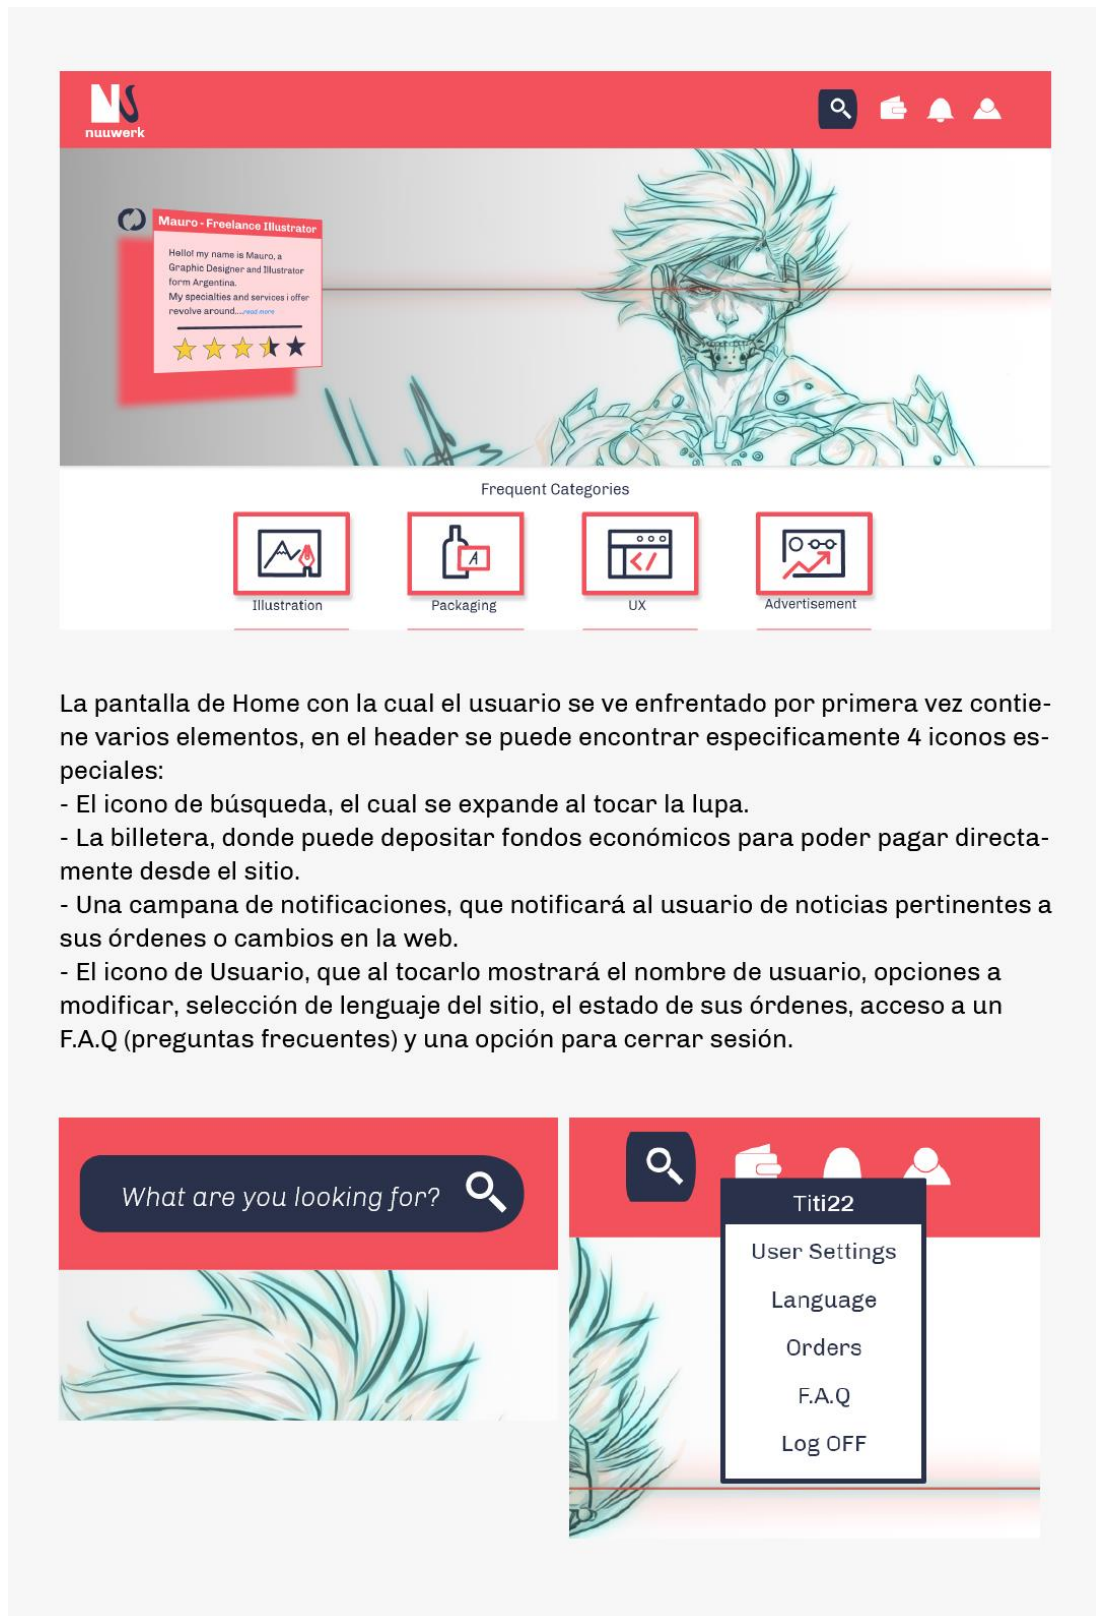 nuuwerk
Mauro - Freelance Illustrator
Hello! my name is Mauro, a
Graphic Designer and Illustrator
form Argentina.
My specialties and services i offer
revolve around....read more
Frequent Categories
A
Illustration
Packaging
UX
Advertisement
La pantalla de Home con la cual el usuario se ve enfrentado por primera vez contie-
ne varios elementos, en el header se puede encontrar especificamente 4 iconos es-
peciales:
- El icono de búsqueda, el cual se expande al tocar la lupa.
- La billetera, donde puede depositar fondos económicos para poder pagar directa-
mente desde el sitio.
- Una campana de notificaciones, que notificará al usuario de noticias pertinentes a
sus órdenes o cambios en la web.
- El icono de Usuario, que al tocarlo mostrará el nombre de usuario, opciones a
modificar, selección de lenguaje del sitio, el estado de sus órdenes, acceso a un
F.A.Q (preguntas frecuentes) y una opción para cerrar sesión.
What are you looking for?
Titi22
User Settings
Language
Orders
F.A.Q
Log OFF